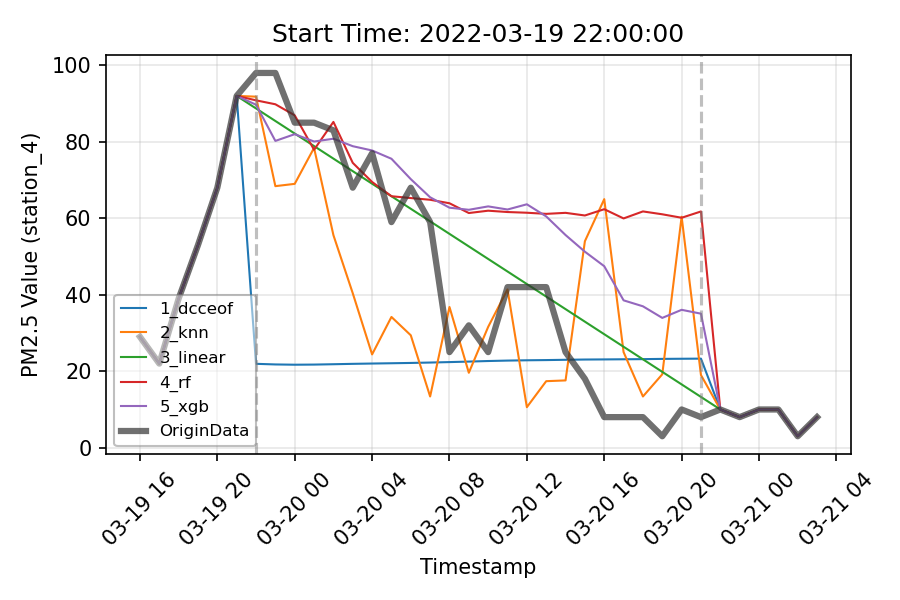 Start Time: 2022-03-19 22:00:00
PM2.5 Value (station_4)
100
80
60
40
20
0
1_dcceof
2_knn
3_linear
4_rf
5_xgb
OriginData
03-19 16
03-19 20
03-20 00
03-20 04
03-20 08
03-20 12
03-20 16
03-20 20
03-21 00
03-21 04
Timestamp